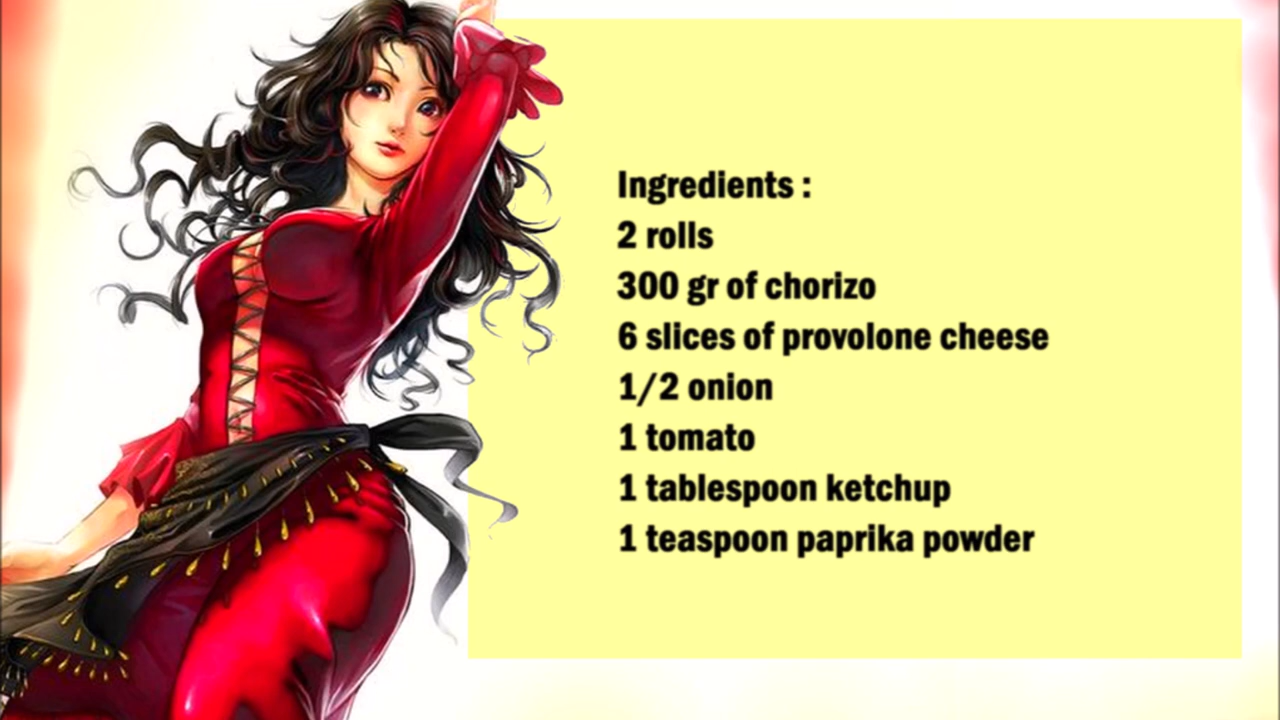 Ingredients :
2 rolls
300 gr of chorizo
6 slices of provolone cheese
1/2 onion
1 tomato
1 tablespoon ketchup
1 teaspoon paprika powder